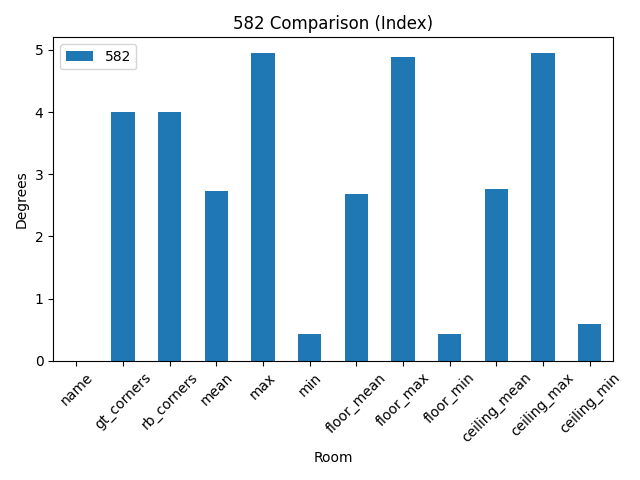 582 Comparison (Index)
582
Degrees
5
4
3
2
1
0
name
gt_corners
rb_corners
mean
max
min
floor_mean
floor_max
floor_min
ceiling_mean
ceiling_max
ceiling_min
Room